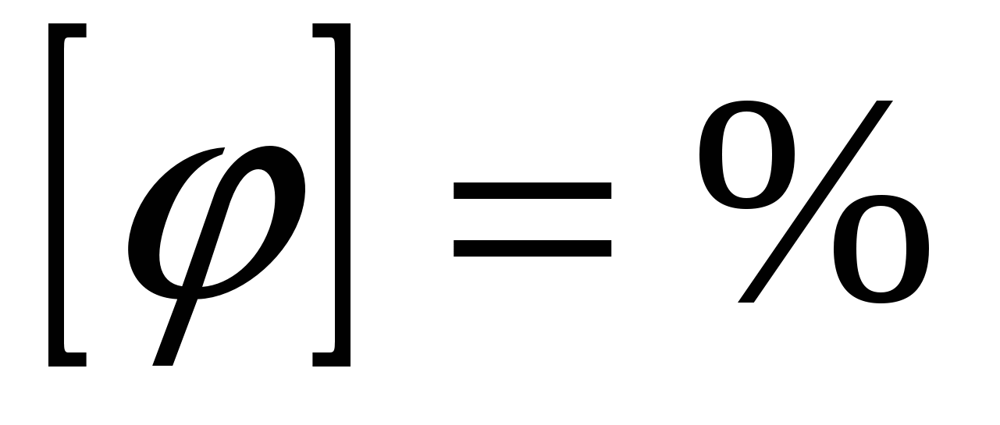 [φ] = %